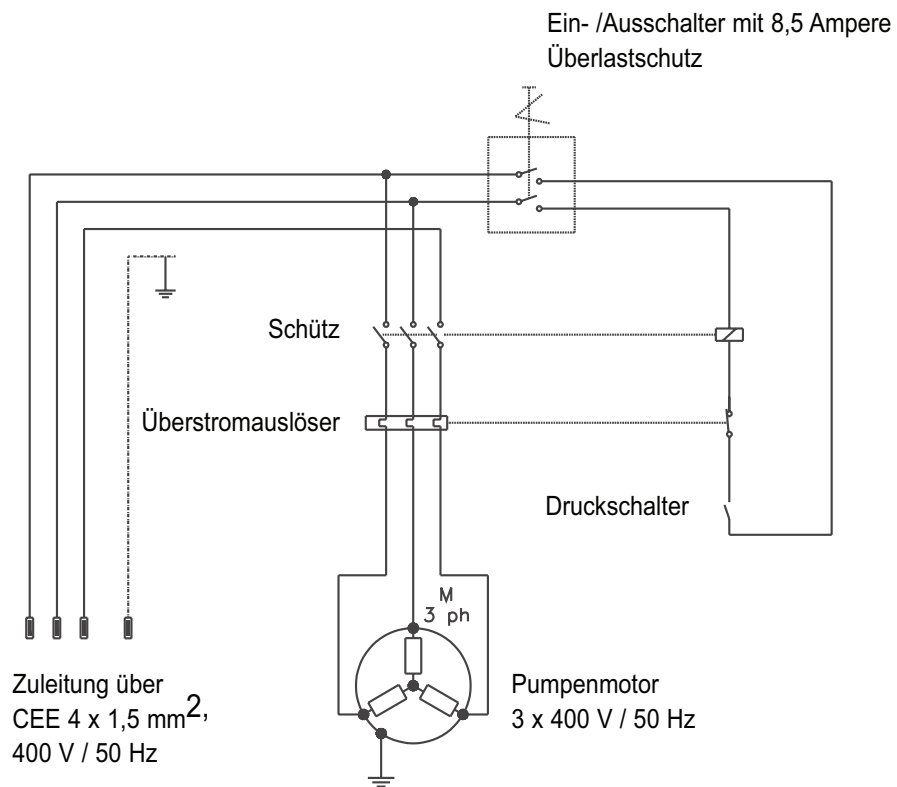 Ein- /Ausschalter mit 8,5 Ampere
Überlastschutz
Schütz
Überstromauslöser
Druckschalter
M
3 ph
Zuleitung über
CEE 4 x 1,5 mm²,
400 V / 50 Hz
Pumpenmotor
3 x 400 V / 50 Hz